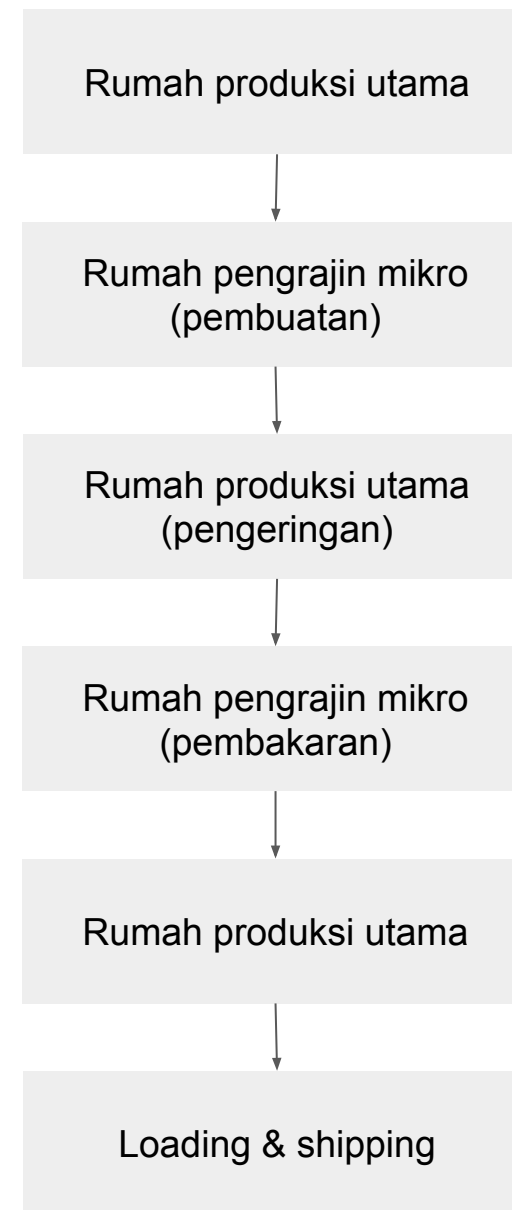 Rumah produksi utama
Rumah pengrajin mikro
(pembuatan)
Rumah produksi utama
(pengeringan)
Rumah pengrajin mikro
(pembakaran)
Rumah produksi utama
Loading & shipping